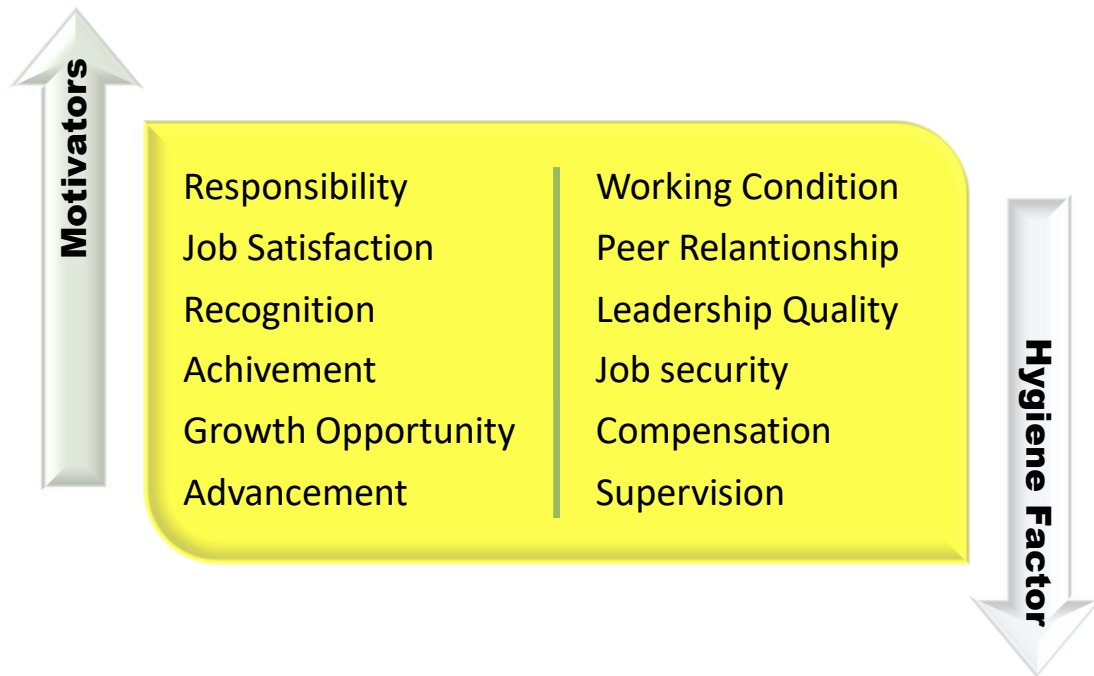 Motivators
Responsibility
Job Satisfaction
Recognition
Achivement
Growth Opportunity
Advancement
Working Condition
Peer Relantionship
Leadership Quality
Job security
Compensation
Supervision
Hygiene Factor